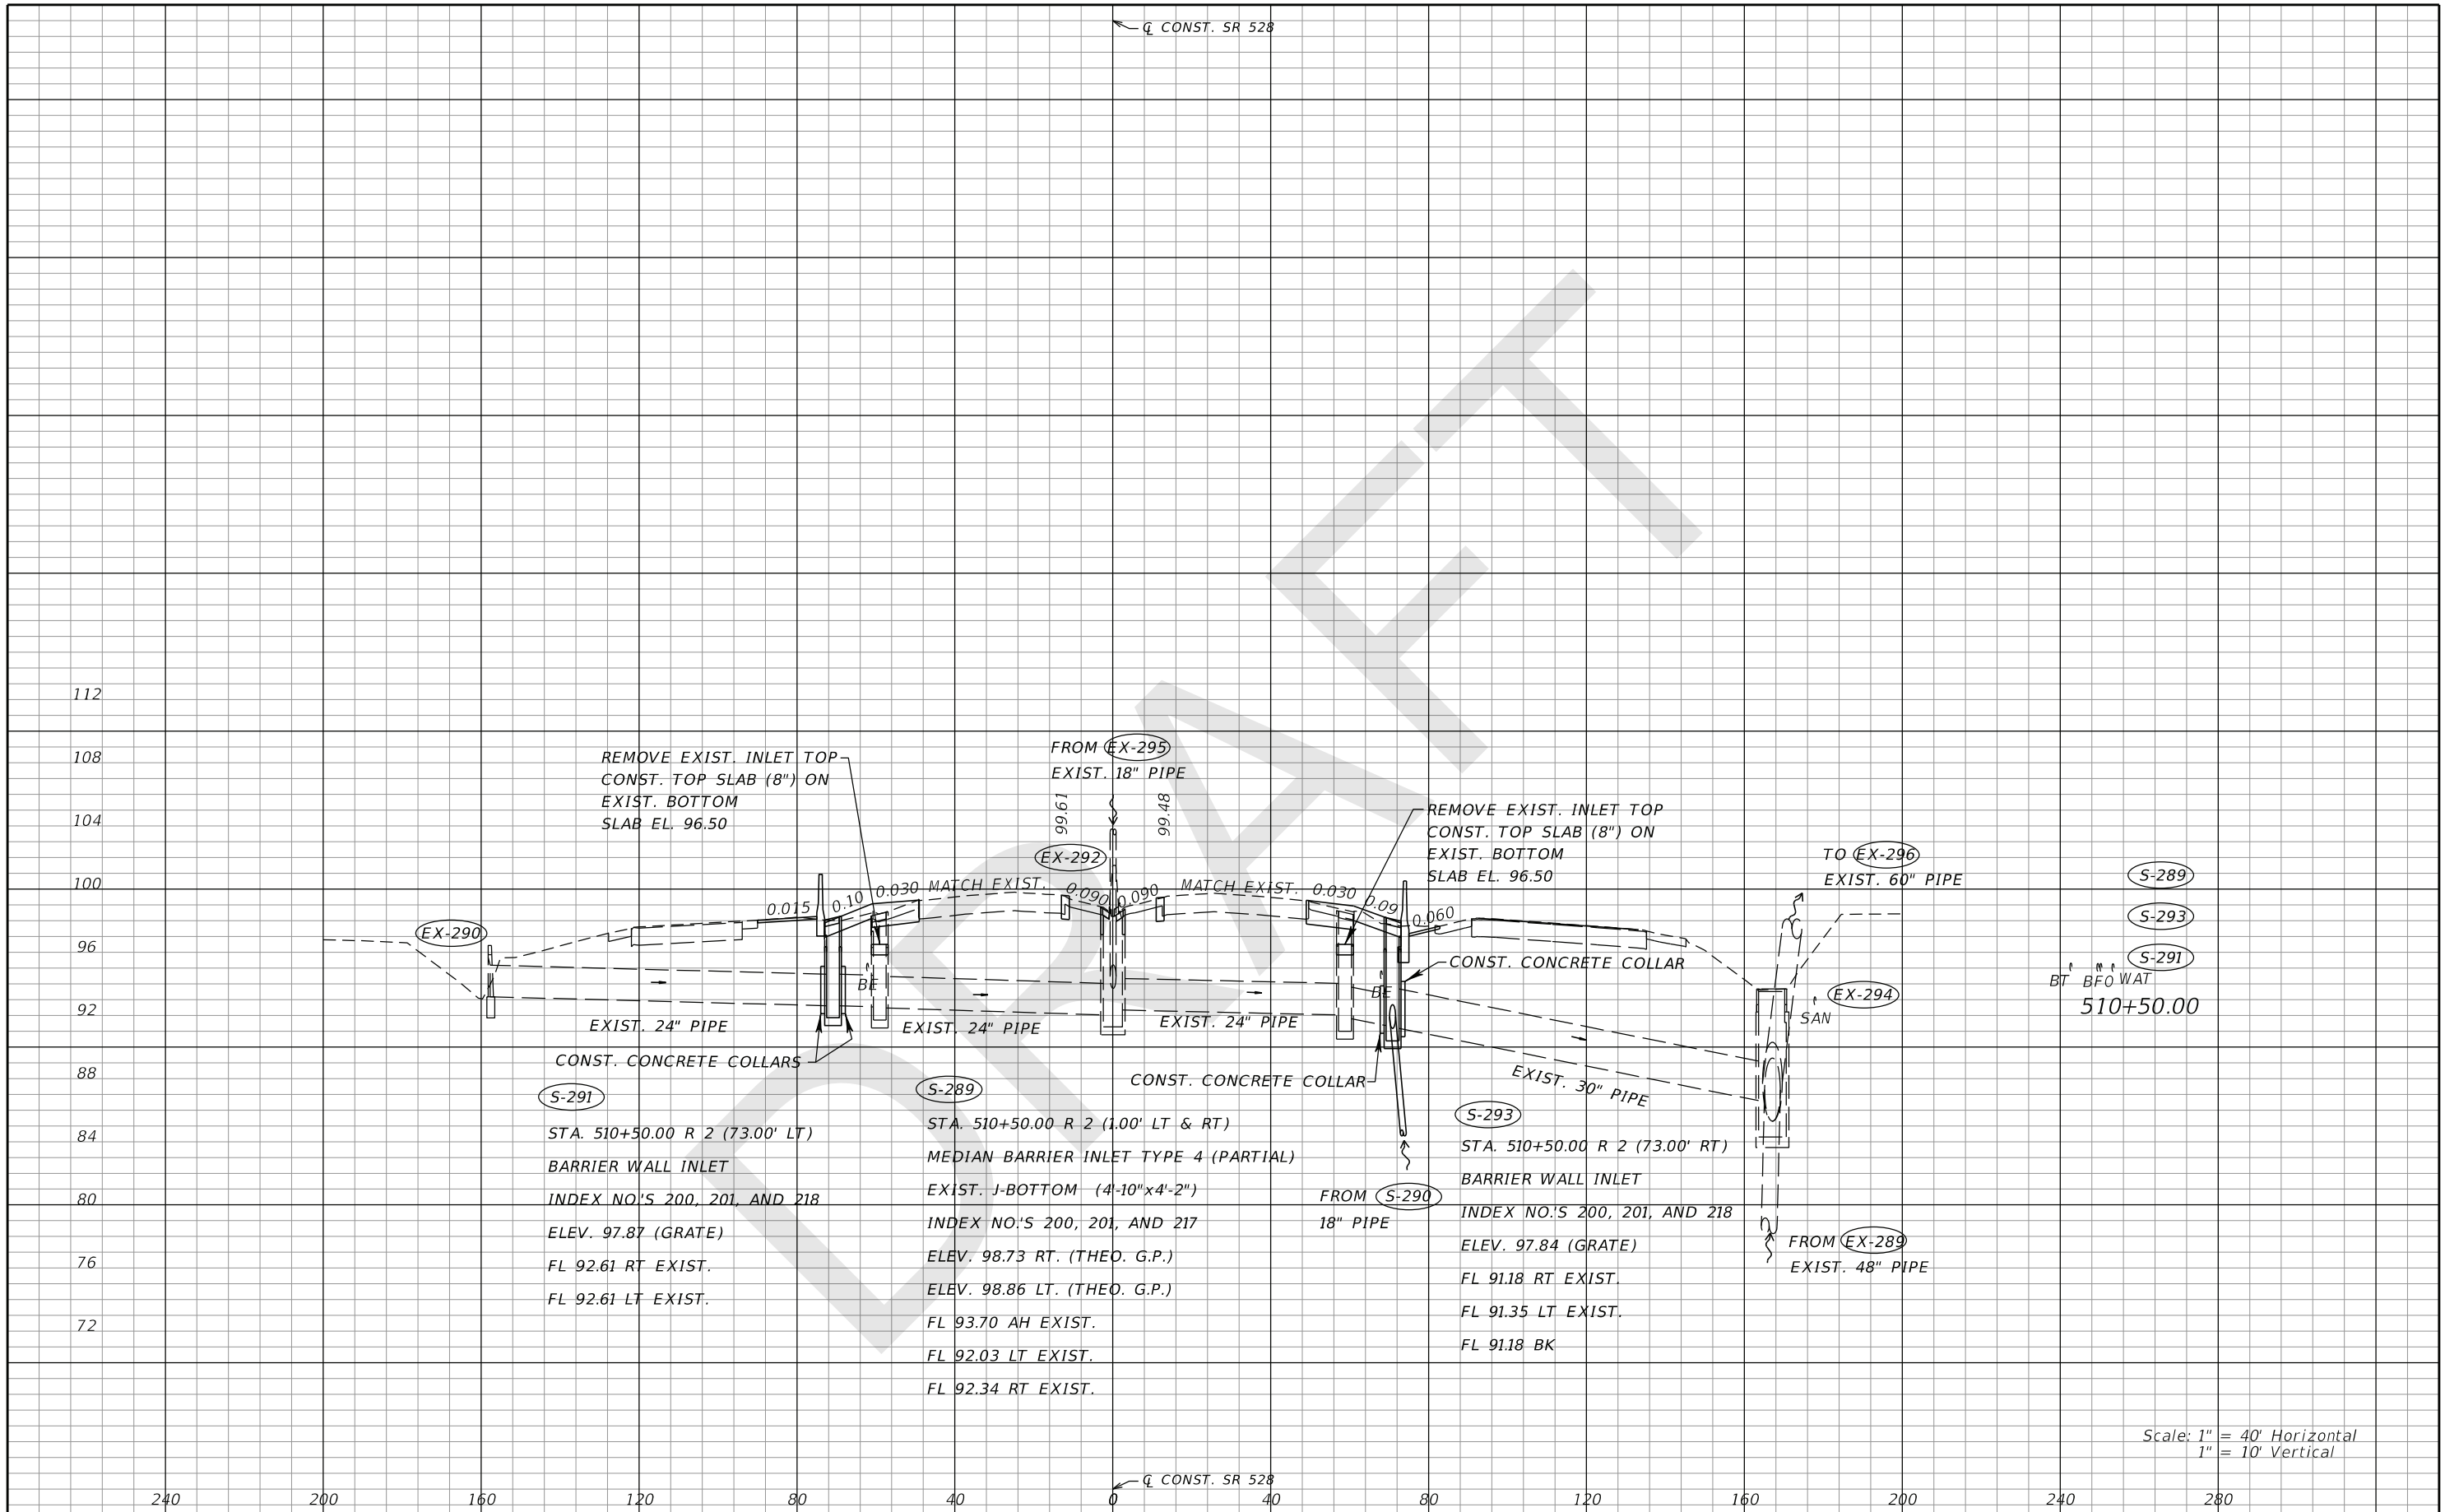 ℄ CONST. SR 528
112
108
104
100
96
92
88
84
80
76
72
REMOVE EXIST. INLET TOP
CONST. TOP SLAB (8") ON
EXIST. BOTTOM
SLAB EL. 96.50
FROM EX-295
EXIST. 18" PIPE
99.61
99.48
REMOVE EXIST. INLET TOP
CONST. TOP SLAB (8") ON
EXIST. BOTTOM
SLAB EL. 96.50
EX-292
TO EX-296
EXIST. 60" PIPE
S-289
S-293
S-291
0.015
0.10
0.030
MATCH EXIST.
0.090
0.090
MATCH EXIST.
0.030
0.09
0.060
EX-290
CONST. CONCRETE COLLAR
BE
BE
BT BFO WAT
EX-294
510+50.00
SAN
EXIST. 24" PIPE
EXIST. 24" PIPE
EXIST. 24" PIPE
CONST. CONCRETE COLLARS
CONST. CONCRETE COLLAR
EXIST. 30" PIPE
S-291
STA. 510+50.00 R 2 (73.00' LT)
BARRIER WALL INLET
INDEX NO.'S 200, 201, AND 218
ELEV. 97.87 (GRATE)
FL 92.61 RT EXIST.
FL 92.61 LT EXIST.
S-289
STA. 510+50.00 R 2 (1.00' LT & RT)
MEDIAN BARRIER INLET TYPE 4 (PARTIAL)
EXIST. J-BOTTOM (4'-10"x4'-2")
INDEX NO.'S 200, 201, AND 217
ELEV. 98.73 RT. (THEO. G.P.)
ELEV. 98.86 LT. (THEO. G.P.)
FL 93.70 AH EXIST.
FL 92.03 LT EXIST.
FL 92.34 RT EXIST.
FROM S-290
18" PIPE
S-293
STA. 510+50.00 R 2 (73.00' RT)
BARRIER WALL INLET
INDEX NO.'S 200, 201, AND 218
ELEV. 97.84 (GRATE)
FL 91.18 RT EXIST.
FL 91.35 LT EXIST.
FL 91.18 BK
FROM EX-289
EXIST. 48" PIPE
DRAFT
Scale: 1" = 40' Horizontal
1" = 10' Vertical
℄ CONST. SR 528
240 200 160 120 80 40 0 40 80 120 160 200 240 280